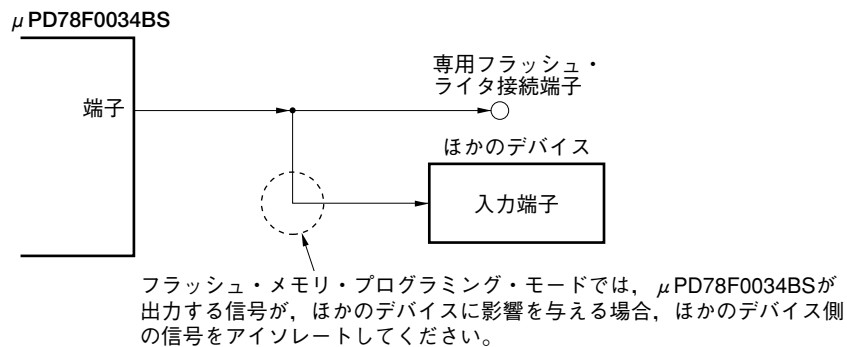 μPD78F0034BS
端子
専用フラッシュ・
ライタ接続端子
ほかのデバイス
入力端子
フラッシュ・メモリ・プログラミング・モードでは，μPD78F0034BSが
出力する信号が，ほかのデバイスに影響を与える場合，ほかのデバイス側
の信号をアイソレートしてください。